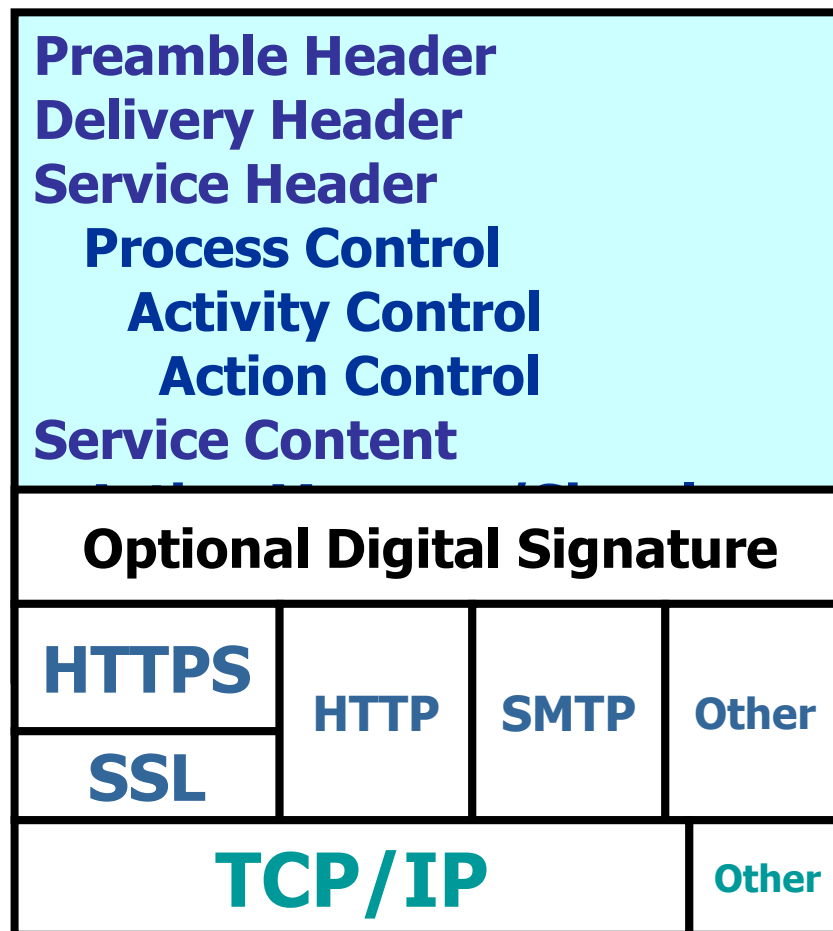 Preamble Header
Delivery Header
Service Header
Process Control
Activity Control
Action Control
Service Content
Optional Digital Signature
HTTPS
HTTP
SMTP
Other
SSL
TCP/IP
Other